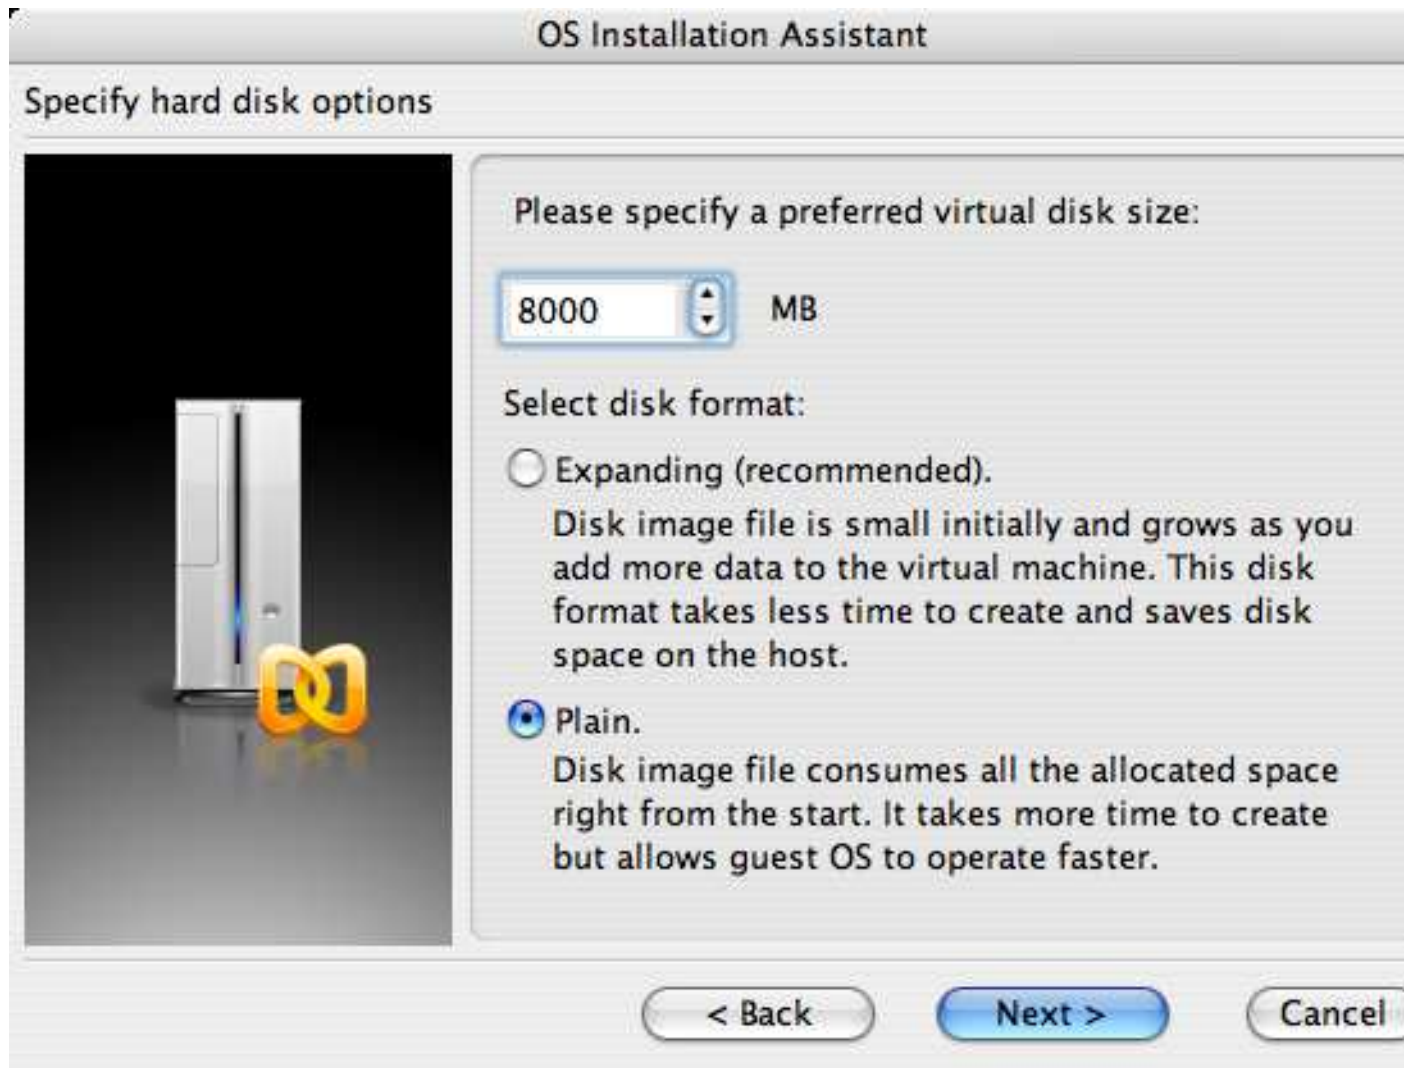 OS Installation Assistant
Specify hard disk options
Please specify a preferred virtual disk size:
8000 MB
Select disk format:
Expanding (recommended).
Disk image file is small initially and grows as you
add more data to the virtual machine. This disk
format takes less time to create and saves disk
space on the host.
Plain.
Disk image file consumes all the allocated space
right from the start. It takes more time to create
but allows guest OS to operate faster.
< Back Next > Cancel